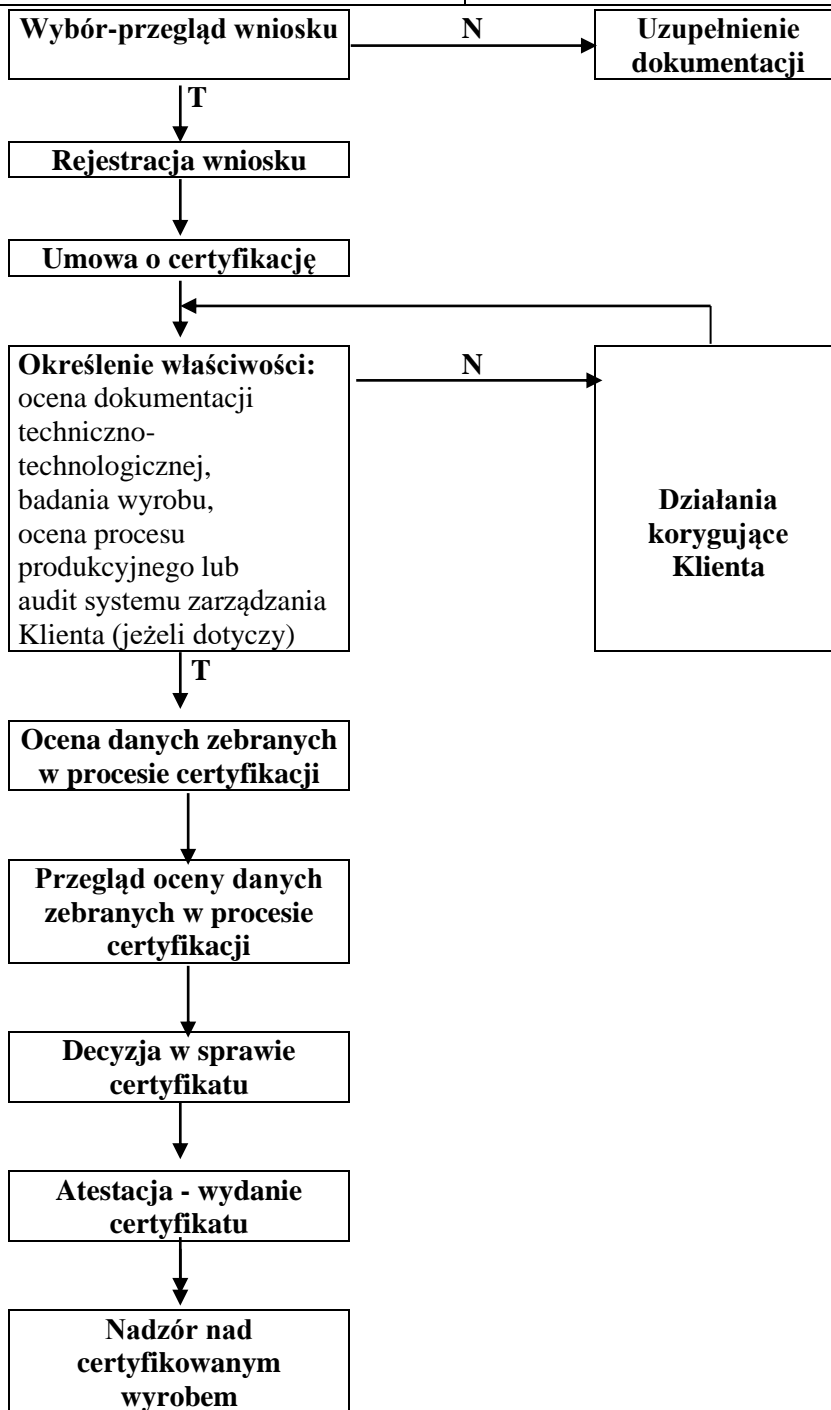 Wybór-przegląd wniosku
N
Uzupełnienie
dokumentacji
T
Rejestracja wniosku
Umowa o certyfikację
Określenie właściwości:
ocena dokumentacji
techniczno-
technologicznej,
badania wyrobu,
ocena procesu
produkcyjnego lub
audit systemu zarządzania
Klienta (jeżeli dotyczy)
N
Działania
korygujące
Klienta
T
Ocena danych zebranych
w procesie certyfikacji
Przegląd oceny danych
zebranych w procesie
certyfikacji
Decyzja w sprawie
certyfikatu
Atestacja - wydanie
certyfikatu
Nadzór nad
certyfikowanym
wyrobem